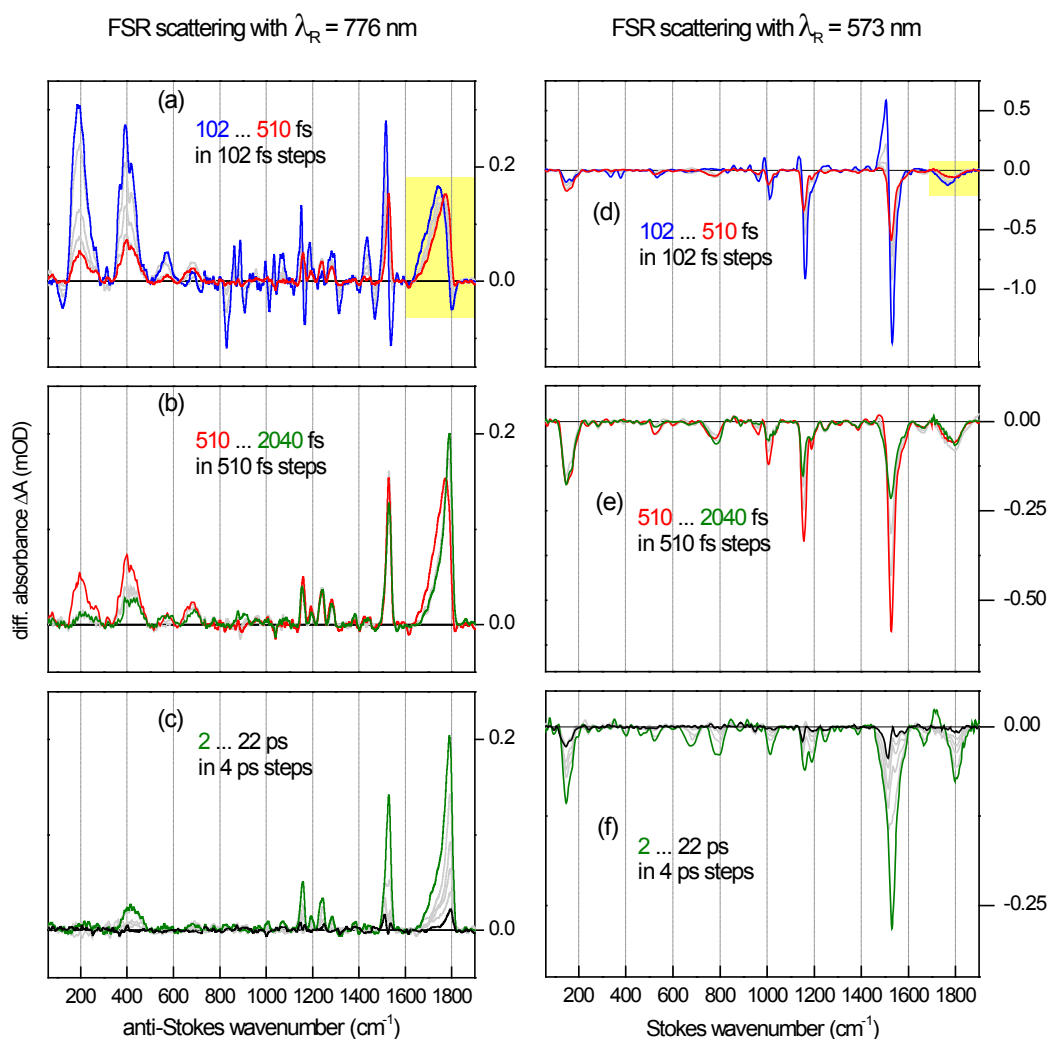 FSR scattering with λR = 776 nm
FSR scattering with λR = 573 nm
(a)
102 ... 510 fs
in 102 fs steps
0.2
0.0
(b)
510 ... 2040 fs
in 510 fs steps
0.2
0.0
(c)
2 ... 22 ps
in 4 ps steps
0.2
0.0
diff. absorbance ΔA (mOD)
200 400 600 800 1000 1200 1400 1600 1800
anti-Stokes wavenumber (cm⁻¹)
0.5
0.0
-0.5
-1.0
(d)
102 ... 510 fs
in 102 fs steps
0.00
-0.25
-0.50
(e)
510 ... 2040 fs
in 510 fs steps
0.00
-0.25
(f)
2 ... 22 ps
in 4 ps steps
200 400 600 800 1000 1200 1400 1600 1800
Stokes wavenumber (cm⁻¹)